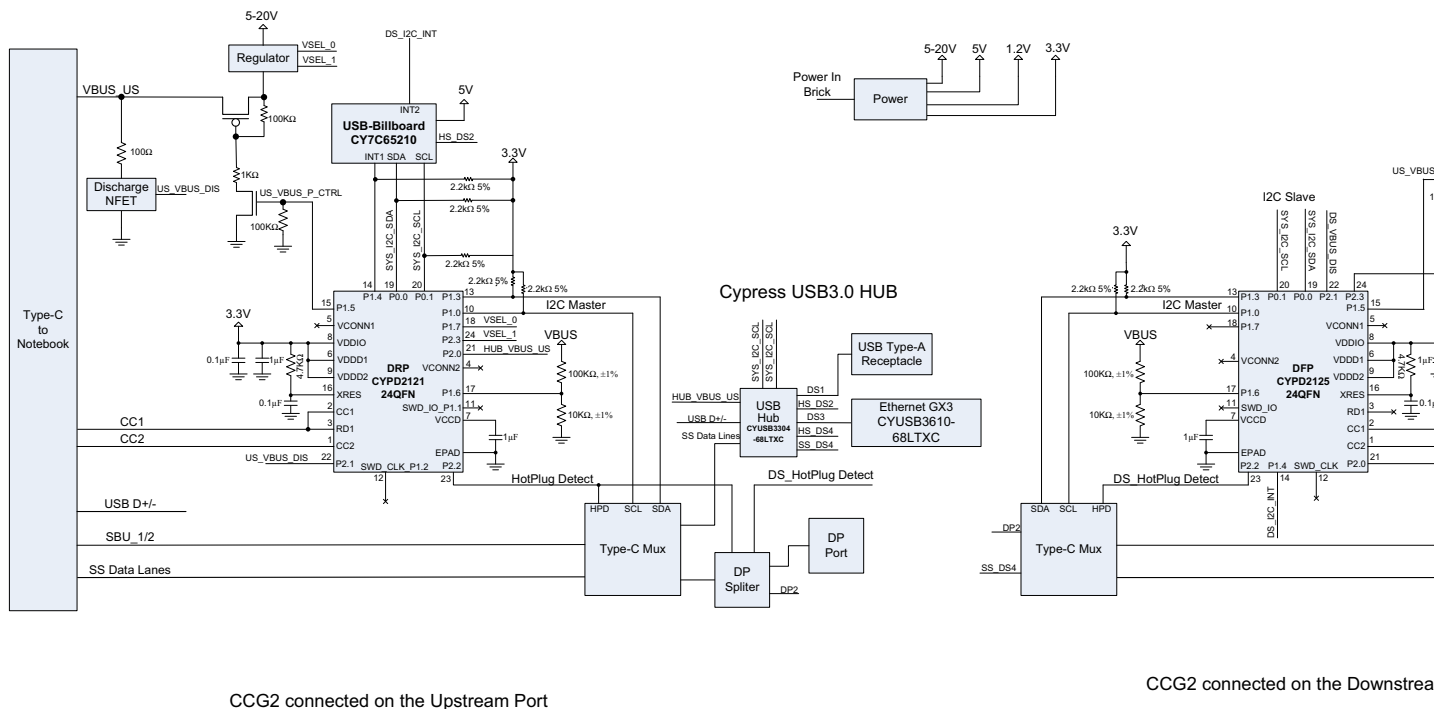 5-20V
Regulator
VSEL_0
VSEL_1
VBUS_US
100KΩ
100Ω
1KΩ
Discharge
NFET
US_VBUS_DIS
US_VBUS_P_CTRL
100KΩ
DS_I2C_INT
INT2
5V
USB-Billboard
CY7C65210
HS_DS2
INT1 SDA SCL
3.3V
2.2kΩ 5%
2.2kΩ 5%
SYS_I2C_SDA
SYS_I2C_SCL
2.2kΩ 5%
2.2kΩ 5%
2.2kΩ 5%
Type-C
to
Notebook
14 19 20
P1.4 P0.0 P0.1 P1.3 13
15 P1.5
P1.0 10
I2C Master
5 VCONN1
P1.7 18 VSEL_0
3.3V
8 VDDIO
P2.3 24 VSEL_1
6 VDDD1
P2.0 21 HUB_VBUS_US
9 VDDD2
VCONN2 4
0.1µF
1µF
4.7KΩ
DRP
CYPD2121
24QFN
VBUS
100KΩ, ±1%
16 XRES
P1.6 17
0.1µF
2 CC1
SWD_IO_P1.1 11
10KΩ, ±1%
3 RD1
VCCD 7
1µF
1 CC2
EPAD
CC1
CC2
US_VBUS_DIS 22 P2.1
SWD_CLK_P1.2
P2.2
12
23
HotPlug Detect
USB D+/-
SBU_1/2
SS Data Lanes
HPD SCL SDA
Type-C Mux
Power In
Brick
Power
5-20V 5V 1.2V 3.3V
Cypress USB3.0 HUB
SYS_I2C_SCL
SYS_I2C_SCL
USB Type-A
Receptacle
HUB_VBUS_US
USB D+/-
SS Data Lines
USB
Hub
CYUSB3304
-68LTXC
DS1
HS_DS2
DS3
HS_DS4
SS_DS4
Ethernet GX3
CYUSB3610-
68LTXC
DS_HotPlug Detect
DP
Port
DP
Spliter
DP2
US_VBUS
1
I2C Slave
SYS_I2C_SCL
SYS_I2C_SDA
DS_VBUS_DIS
3.3V
2.2kΩ 5%
2.2kΩ 5%
20 19 22 24
13 P1.3 P0.1 P0.0 P2.1 P2.3
I2C Master
10 P1.0
P1.5 15
18 P1.7
VCONN1 5
VBUS
VDDIO 8
4 VCONN2
VDDD1 6
VDDD2 9
4.7KΩ
1µF
DFP
CYPD2125
24QFN
100KΩ, ±1%
17 P1.6
XRES 16
0.1
11 SWD_IO
RD1 3
10KΩ, ±1%
7 VCCD
CC1 2
1µF
CC2 1
EPAD
P2.0 21
P2.2 P1.4 SWD_CLK
23 14 12
DS_HotPlug Detect
DS_I2C_INT
SDA SCL HPD
Type-C Mux
DP2
SS_DS4
CCG2 connected on the Upstream Port
CCG2 connected on the Downstrea